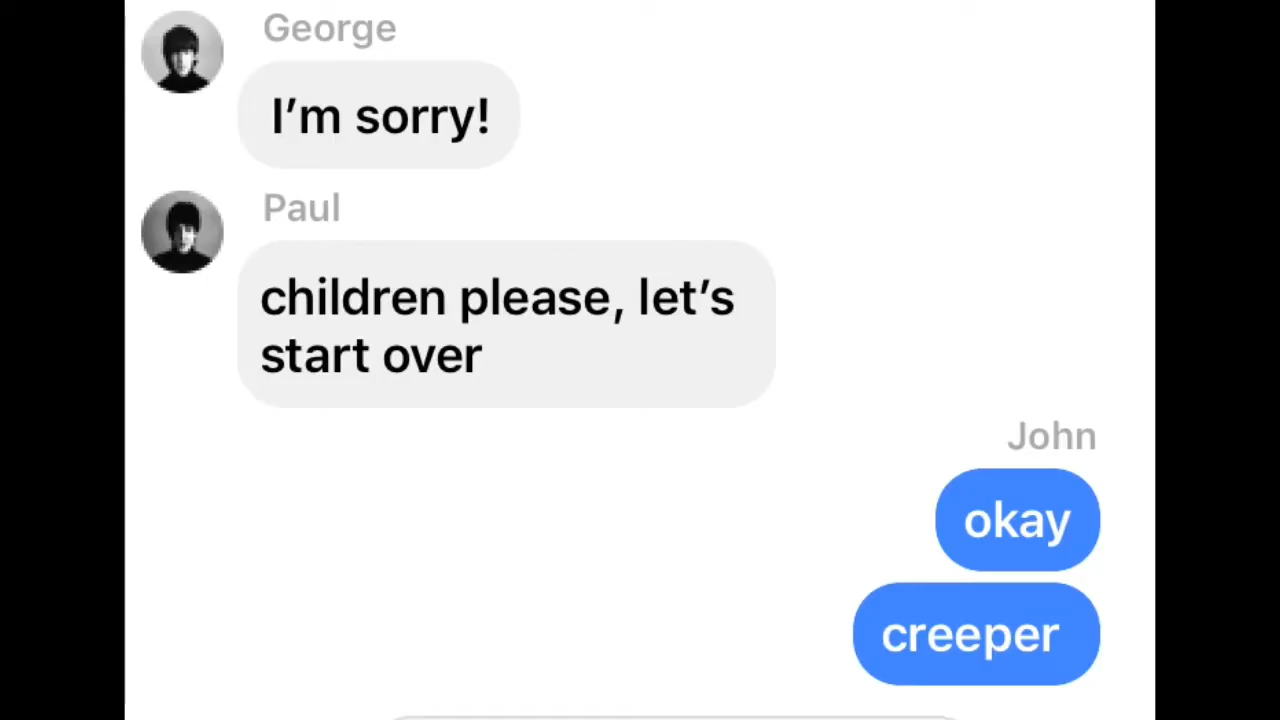 George
I’m sorry!
Paul
children please, let’s
start over
John
okay
creeper